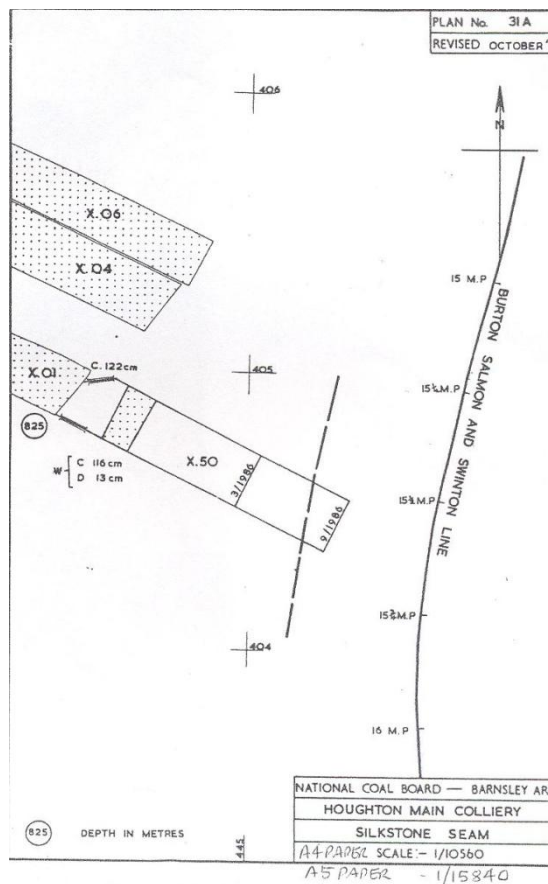 PLAN No. 31A
REVISED OCTOBER
406
N
X.06
X.04
15 M.P
BURTON SALMON AND SWINTON LINE
405
C. 122cm
X.01
15¼M.P
825
W C 116 cm
D 13 cm
X.50
3/1986
9/1986
15½M.P
15¾M.P
404
16 M.P
NATIONAL COAL BOARD — BARNSLEY AR
HOUGHTON MAIN COLLIERY
SILKSTONE SEAM
A4 PAPER SCALE:- 1/10560
A5 PAPER - 1/15840
825 DEPTH IN METRES
445